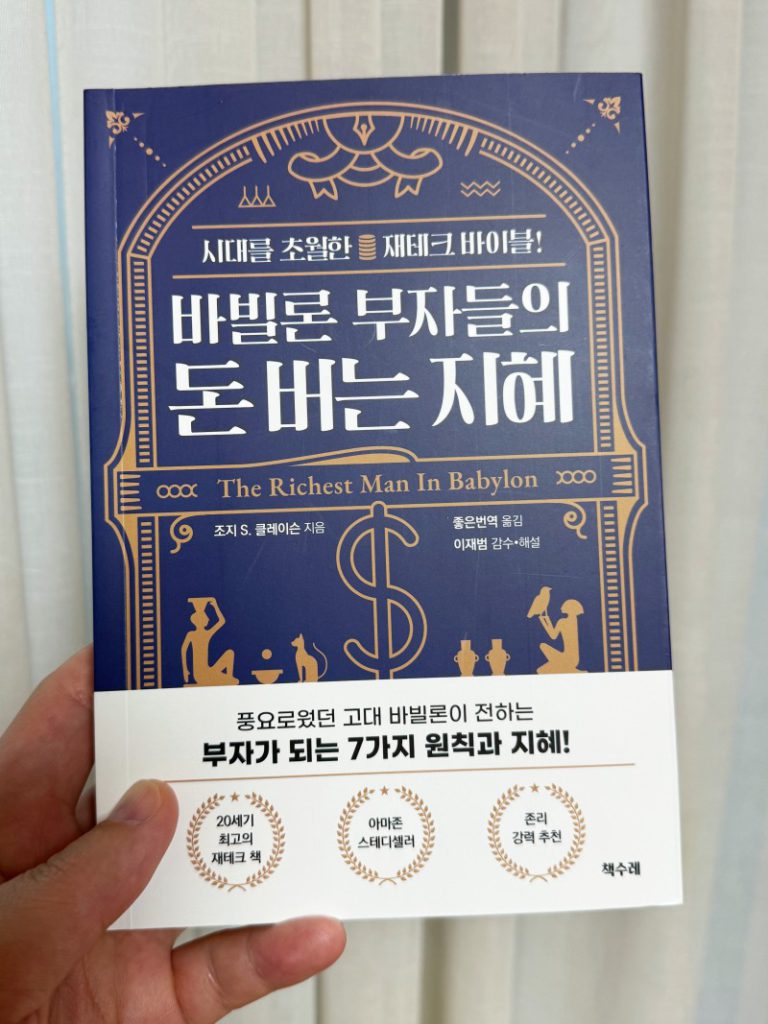 시대를 초월한 재테크 바이블!
바빌론 부자들의
돈 버는 지혜
The Richest Man In Babylon
조지 S. 클레이슨 지음
좋은번역 옮김
이재범 감수•해설
풍요로웠던 고대 바빌론이 전하는
부자가 되는 7가지 원칙과 지혜!
20세기
최고의
재테크 책
아마존
스테디셀러
존리
강력 추천
책수레